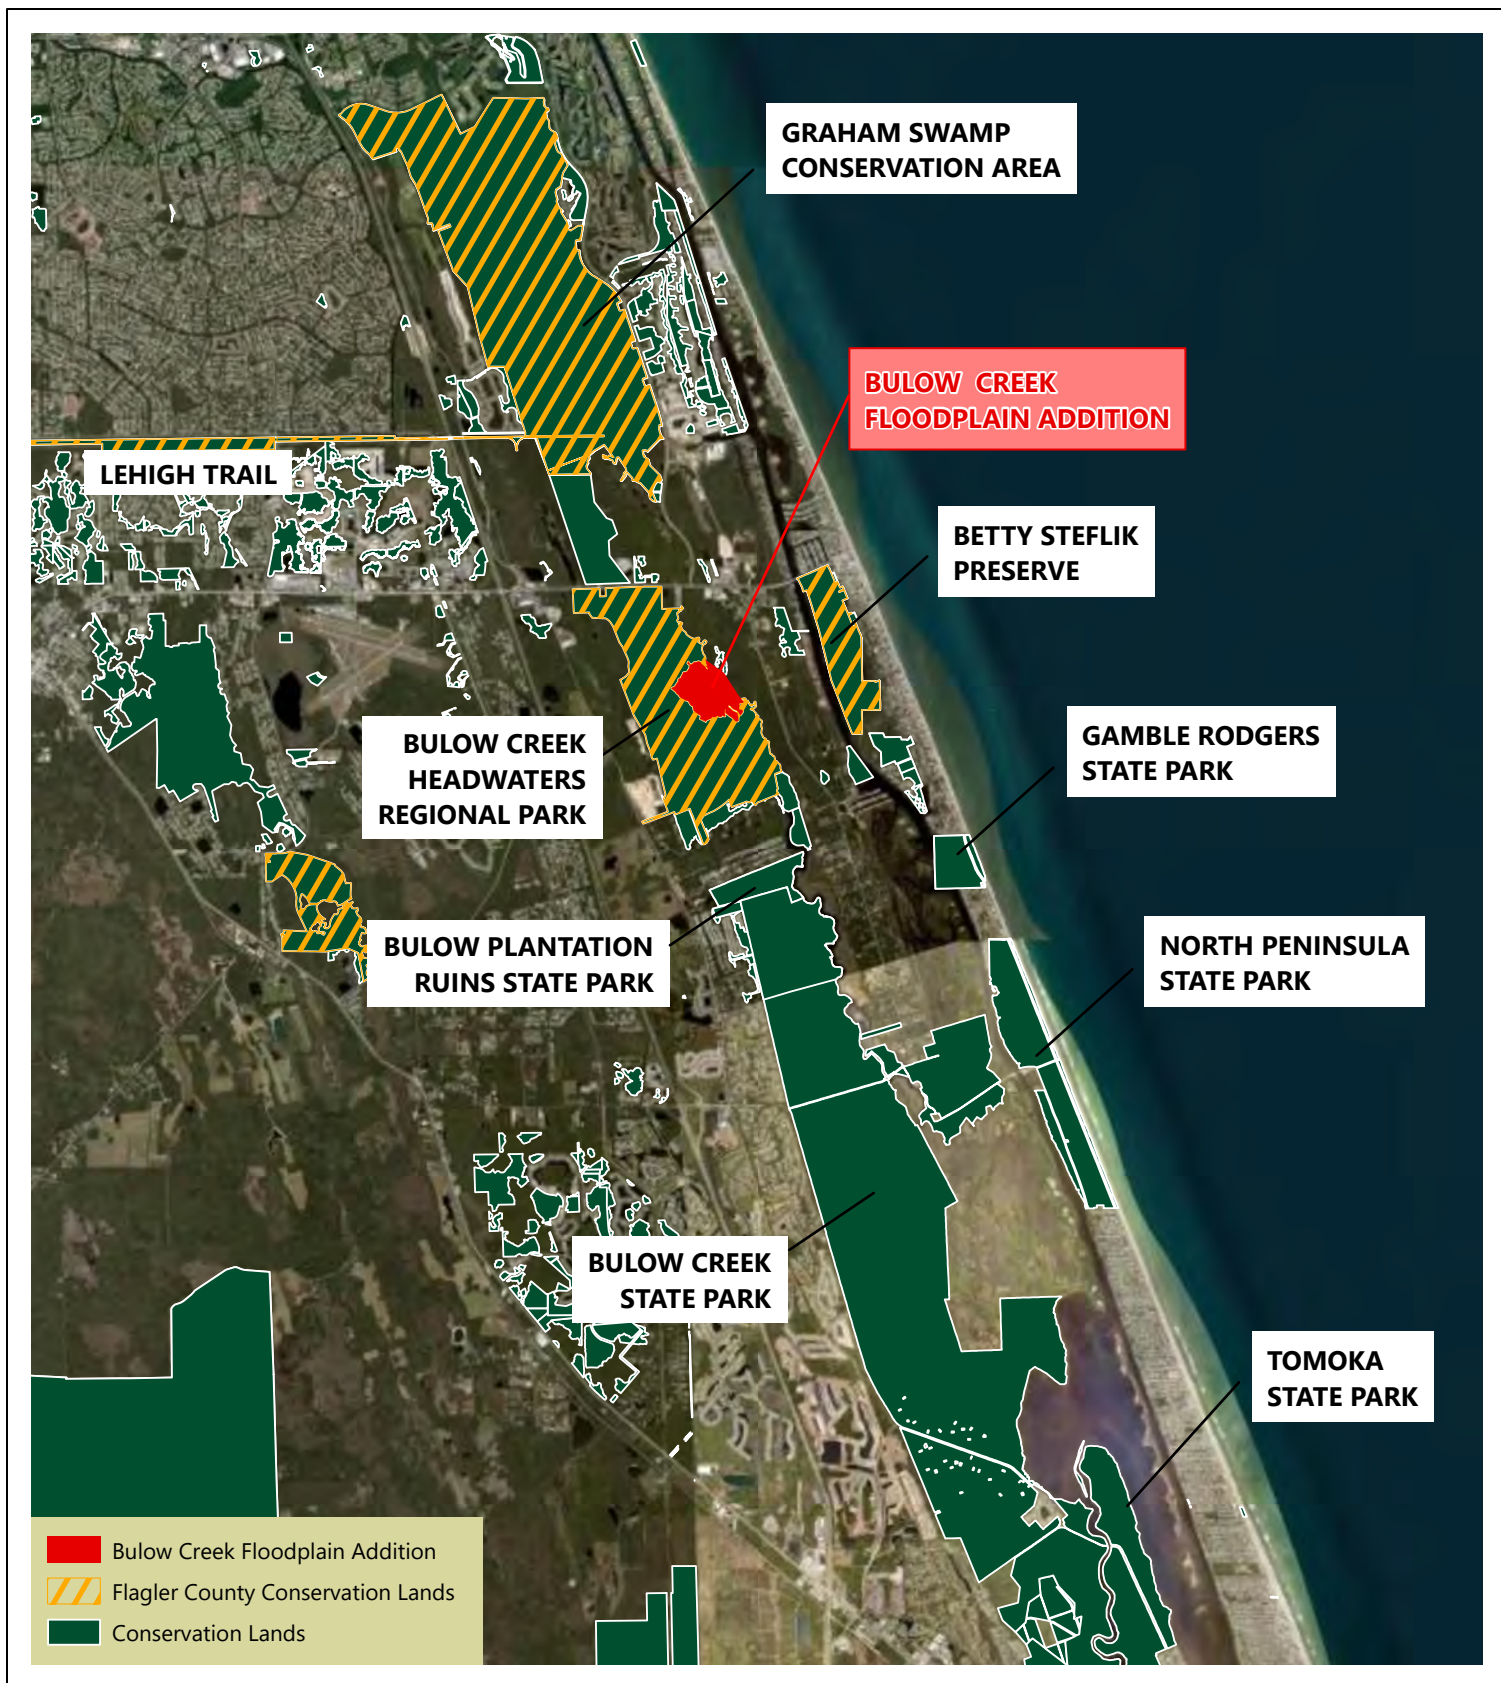 GRAHAM SWAMP
CONSERVATION AREA
BULOW CREEK
FLOODPLAIN ADDITION
LEHIGH TRAIL
BETTY STEFLIK
PRESERVE
BULOW CREEK
HEADWATERS
REGIONAL PARK
GAMBLE RODGERS
STATE PARK
BULOW PLANTATION
RUINS STATE PARK
NORTH PENINSULA
STATE PARK
BULOW CREEK
STATE PARK
TOMOKA
STATE PARK
Bulow Creek Floodplain Addition
Flagler County Conservation Lands
Conservation Lands